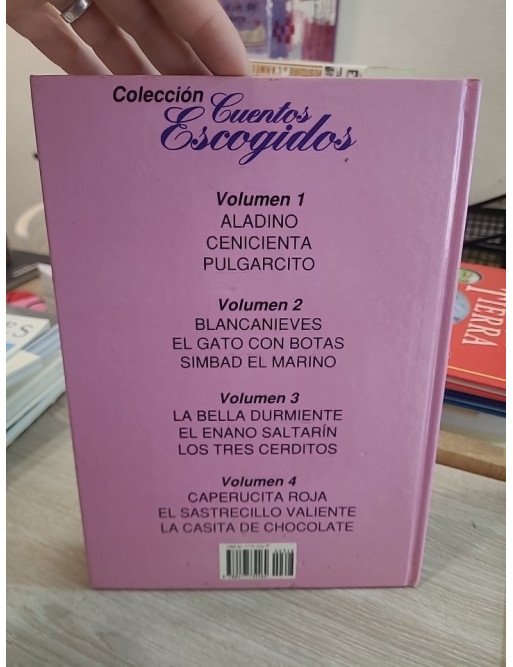 Colección Cuentos
Escogidos
Volumen 1
ALADINO
CENICIENTA
PULGARCITO
Volumen 2
BLANCANIEVES
EL GATO CON BOTAS
SIMBAD EL MARINO
Volumen 3
LA BELLA DURMIENTE
EL ENANO SALTARÍN
LOS TRES CERDITOS
Volumen 4
CAPERUCITA ROJA
EL SASTRECILLO VALIENTE
LA CASITA DE CHOCOLATE
TIERRA